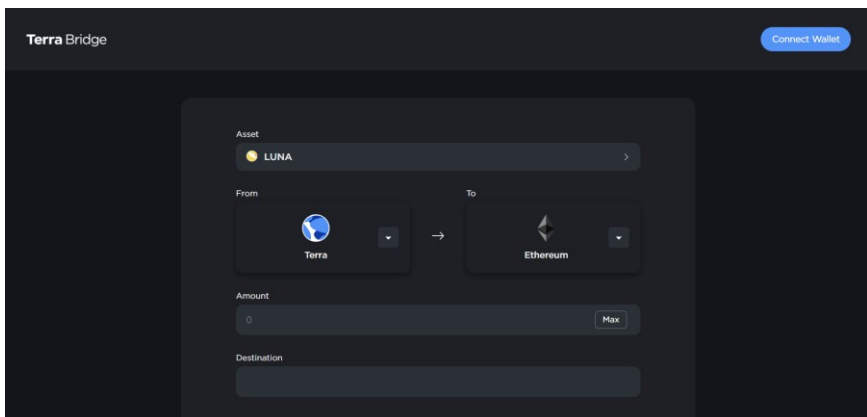 Terra Bridge
Connect Wallet
Asset
LUNA
From
To
Terra
Ethereum
Amount
0
Max
Destination